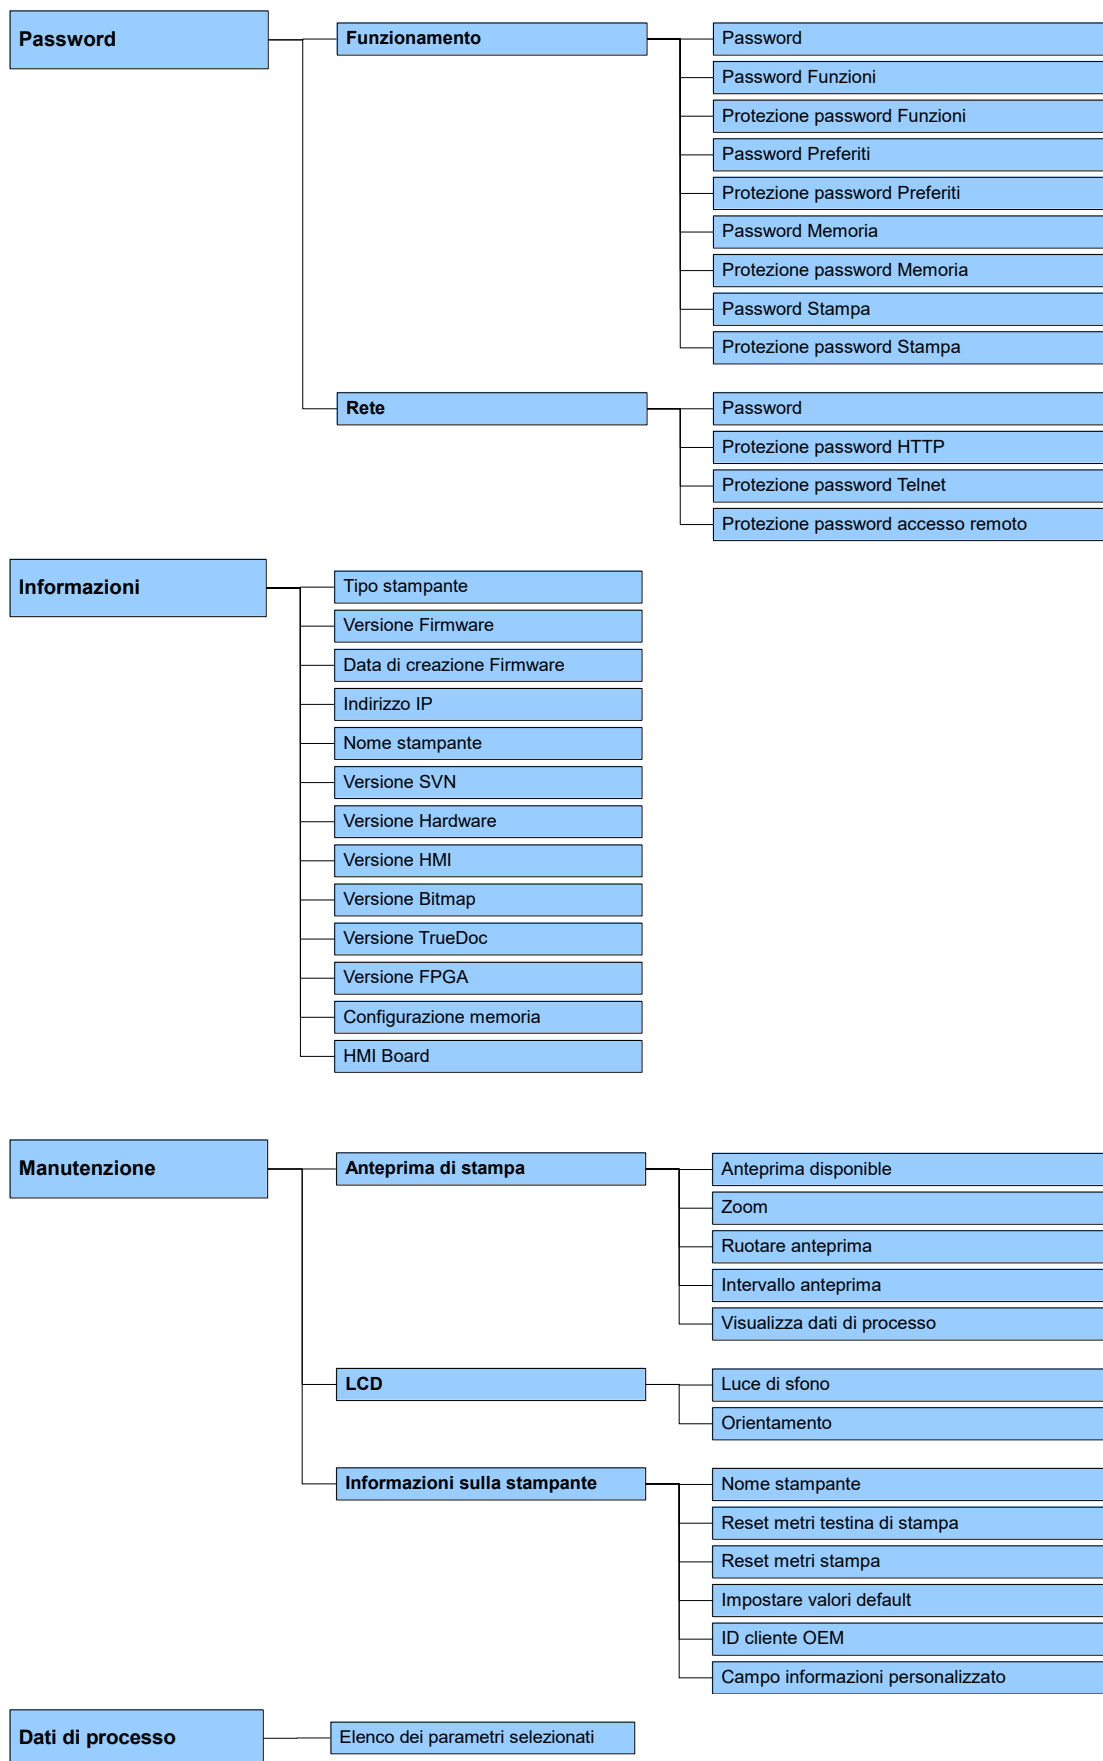 Password
Funzionamento
Password
Password Funzioni
Protezione password Funzioni
Password Preferiti
Protezione password Preferiti
Password Memoria
Protezione password Memoria
Password Stampa
Protezione password Stampa
Rete
Password
Protezione password HTTP
Protezione password Telnet
Protezione password accesso remoto
Informazioni
Tipo stampante
Versione Firmware
Data di creazione Firmware
Indirizzo IP
Nome stampante
Versione SVN
Versione Hardware
Versione HMI
Versione Bitmap
Versione TrueDoc
Versione FPGA
Configurazione memoria
HMI Board
Manutenzione
Anteprima di stampa
Anteprima disponible
Zoom
Ruotare anteprima
Intervallo anteprima
Visualizza dati di processo
LCD
Luce di sfono
Orientamento
Informazioni sulla stampante
Nome stampante
Reset metri testina di stampa
Reset metri stampa
Impostare valori default
ID cliente OEM
Campo informazioni personalizzato
Dati di processo
Elenco dei parametri selezionati